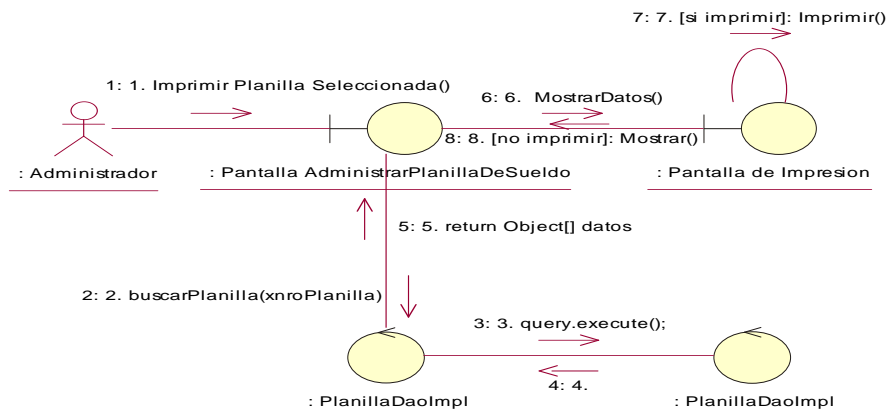 7: 7. [si imprimir]: Imprimir()
1: 1. Imprimir Planilla Seleccionada()
6: 6. MostrarDatos()
8: 8. [no imprimir]: Mostrar()
: Administrador
: Pantalla AdministrarPlanillaDeSueldo
: Pantalla de Impresion
5: 5. return Object[] datos
2: 2. buscarPlanilla(xnroPlanilla)
3: 3. query.execute();
4: 4.
: PlanillaDaoImpl
: PlanillaDaoImpl